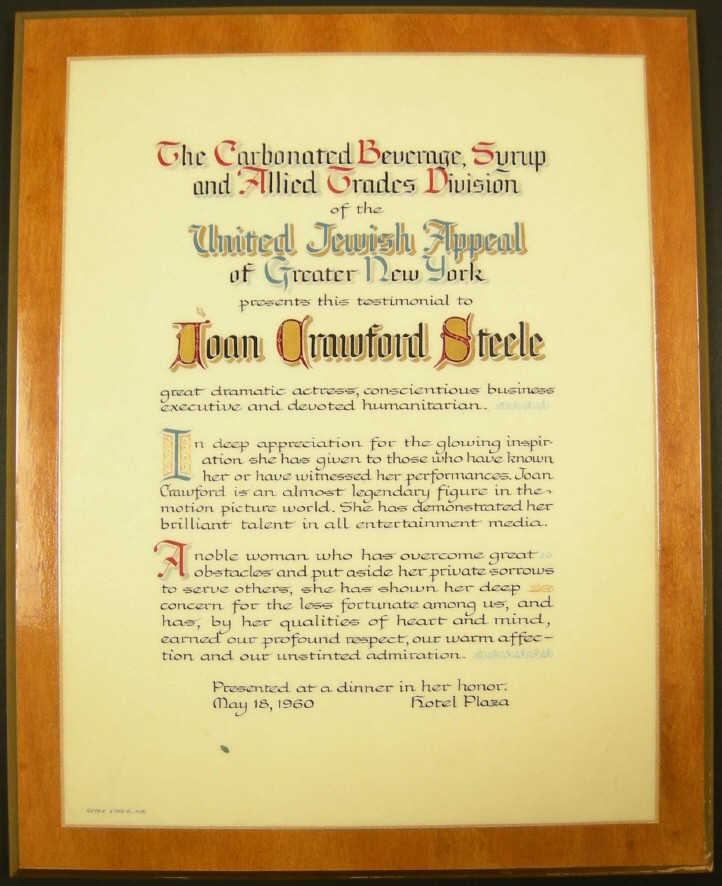 The Carbonated Beverage, Syrup
and Allied Trades Division
of the
United Jewish Appeal
of Greater New York
presents this testimonial to
Joan Crawford Steele
great dramatic actress, conscientious business
executive and devoted humanitarian.
In deep appreciation for the glowing inspir-
ation she has given to those who have known
her or have witnessed her performances. Joan
Crawford is an almost legendary figure in the
motion picture world. She has demonstrated her
brilliant talent in all entertainment media.
A noble woman who has overcome great
obstacles and put aside her private sorrows
to serve others, she has shown her deep
concern for the less fortunate among us, and
has, by her qualities of heart and mind,
earned our profound respect, our warm affec-
tion and our unstinted admiration.
Presented at a dinner in her honor.
May 18, 1960 Hotel Plaza